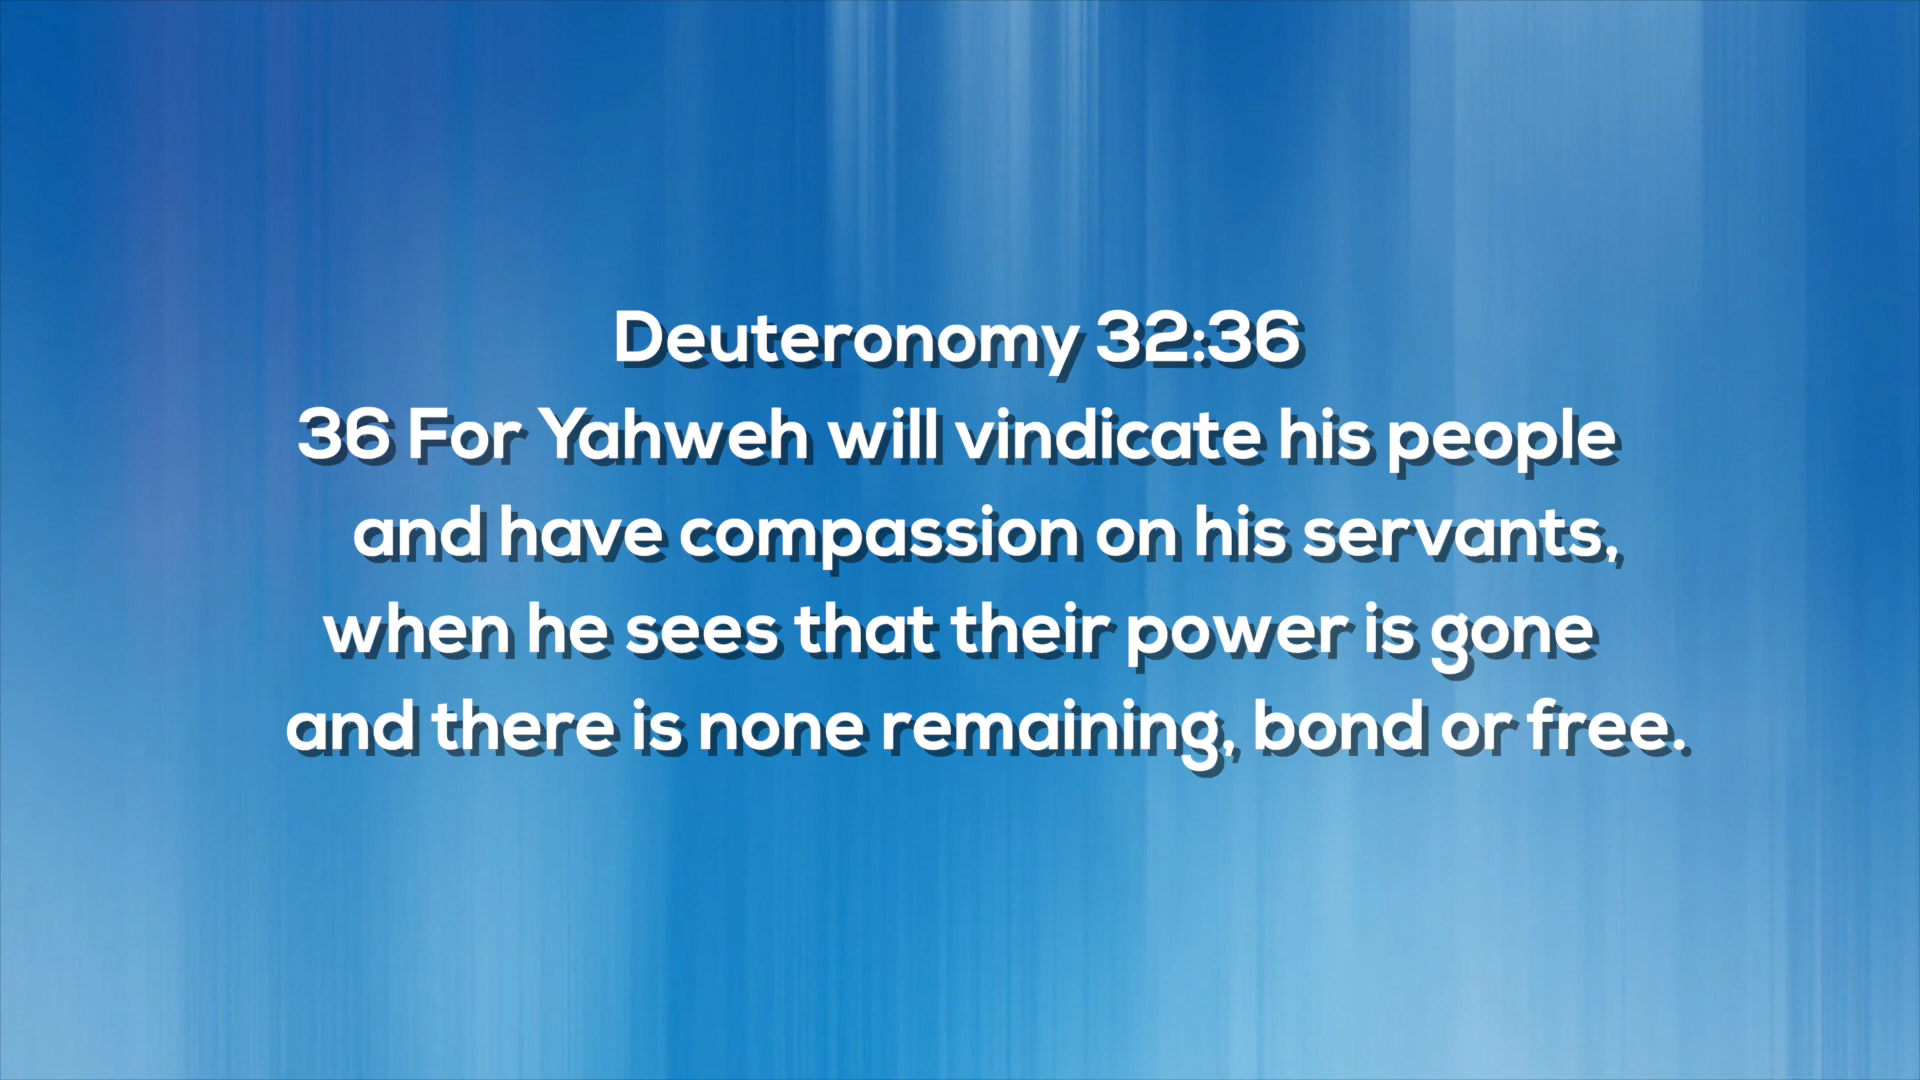 Deuteronomy 32:36
36 For Yahweh will vindicate his people
and have compassion on his servants,
when he sees that their power is gone
and there is none remaining, bond or free.